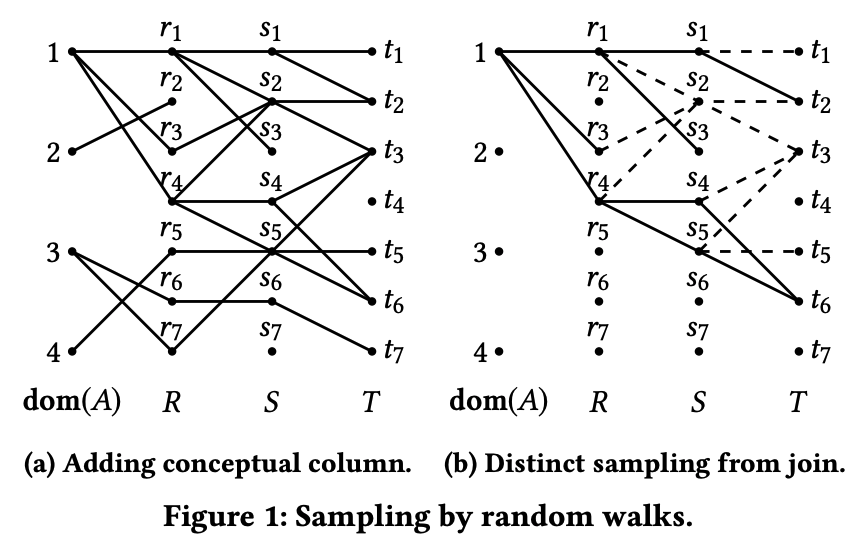 r1 s1 r1 s1
1 t1 1 t1
r2 s2 r2 s2
t2 t2
r3 s3 r3 s3
2 t3 2 t3
r4 s4 r4 s4
t4 t4
r5 s5 r5 s5
3 t5 3 t5
r6 s6 r6 s6
t6 t6
r7 s7 r7 s7
4 t7 4 t7
dom(A) R S T dom(A) R S T
(a) Adding conceptual column. (b) Distinct sampling from join.
Figure 1: Sampling by random walks.